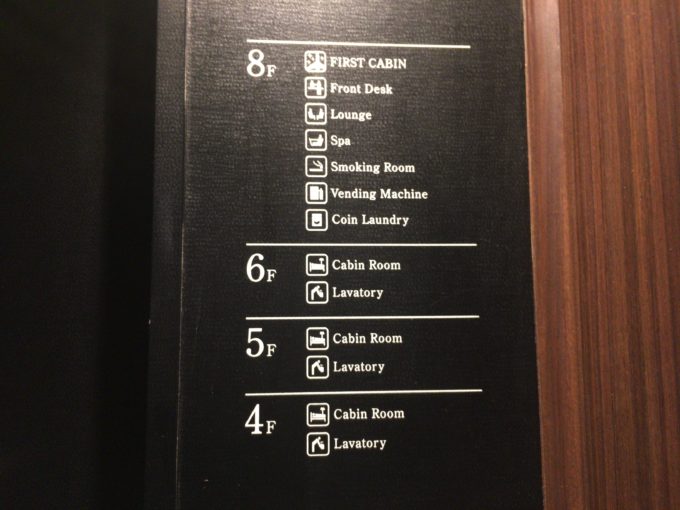 8F
FIRST CABIN
Front Desk
Lounge
Spa
Smoking Room
Vending Machine
Coin Laundry
6F
Cabin Room
Lavatory
5F
Cabin Room
Lavatory
4F
Cabin Room
Lavatory